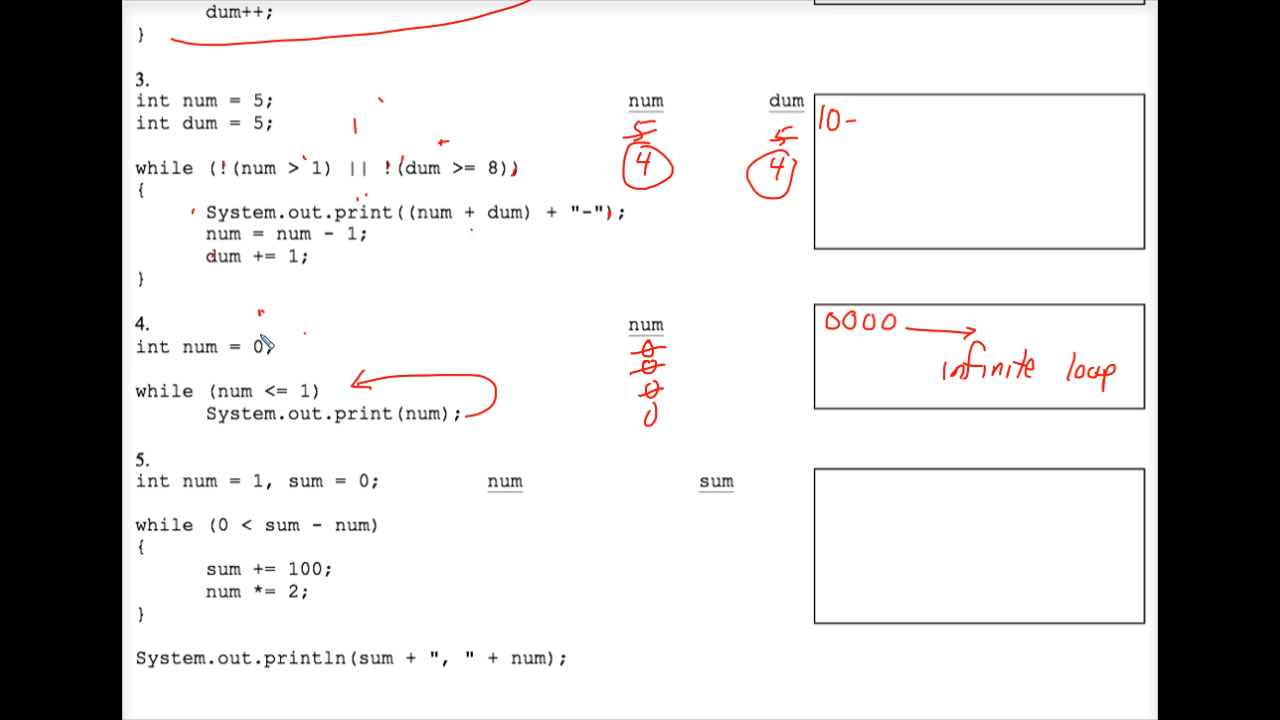 dum++;
}
3.
int num = 5;
int dum = 5;
num dum
5 5
4 4
10-
while (!(num > 1) || !(dum >= 8))
{
System.out.print((num + dum) + "-");
num = num - 1;
dum += 1;
}
4.
int num = 0;
num
0
0
0
0
0000
infinite loop
while (num <= 1)
System.out.print(num);
5.
int num = 1, sum = 0;
num sum
while (0 < sum - num)
{
sum += 100;
num *= 2;
}
System.out.println(sum + ", " + num);